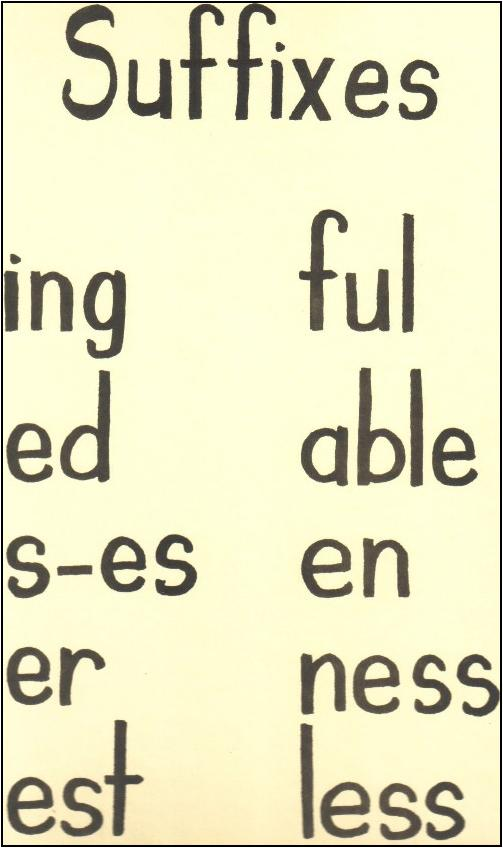 Suffixes
ing ful
ed able
s-es en
er ness
est less